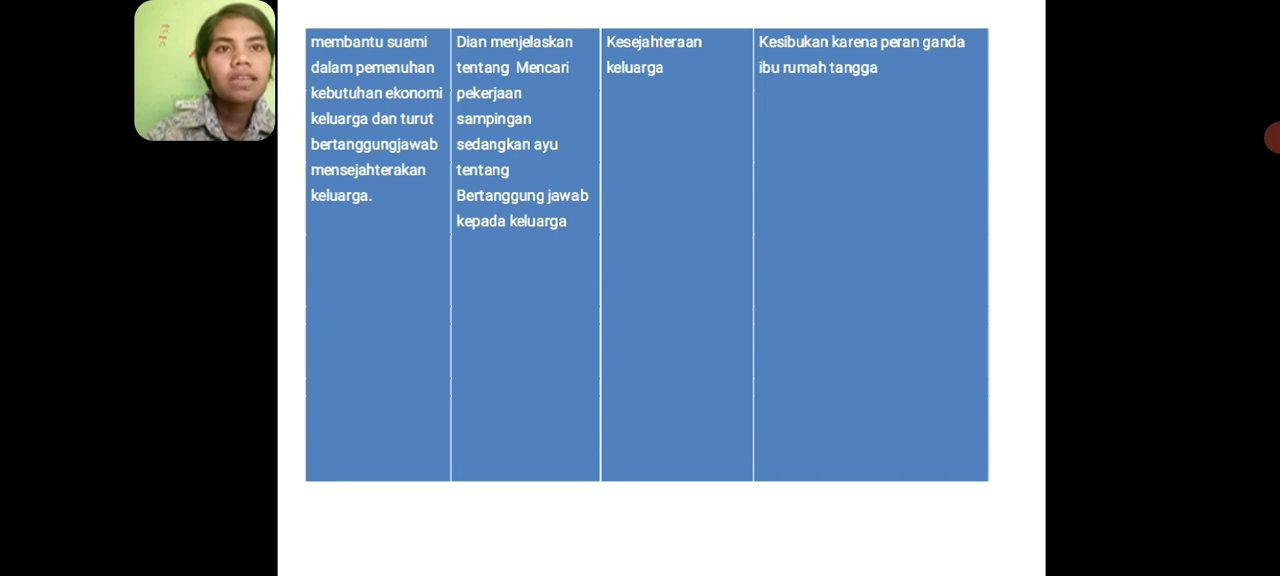 membantu suami
dalam pemenuhan
kebutuhan ekonomi
keluarga dan turut
bertanggungjawab
mensejahterakan
keluarga.
Dian menjelaskan
tentang Mencari
pekerjaan
sampingan
sedangkan ayu
tentang
Bertanggung jawab
kepada keluarga
Kesejahteraan
keluarga
Kesibukan karena peran ganda
ibu rumah tangga